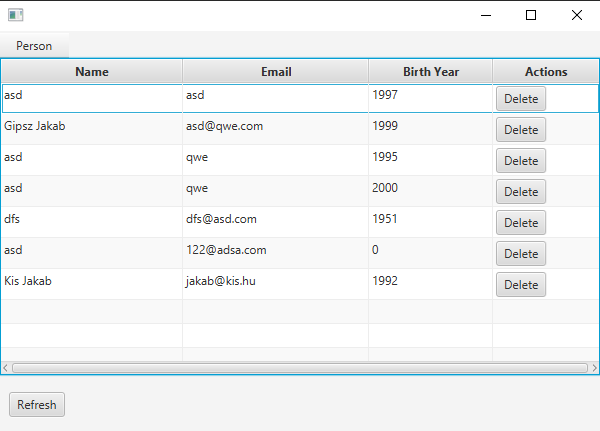 Person
Name Email Birth Year Actions
asd asd 1997 Delete
Gipsz Jakab asd@qwe.com 1999 Delete
asd qwe 1995 Delete
asd qwe 2000 Delete
dfs dfs@asd.com 1951 Delete
asd 122@adsa.com 0 Delete
Kis Jakab jakab@kis.hu 1992 Delete
Refresh